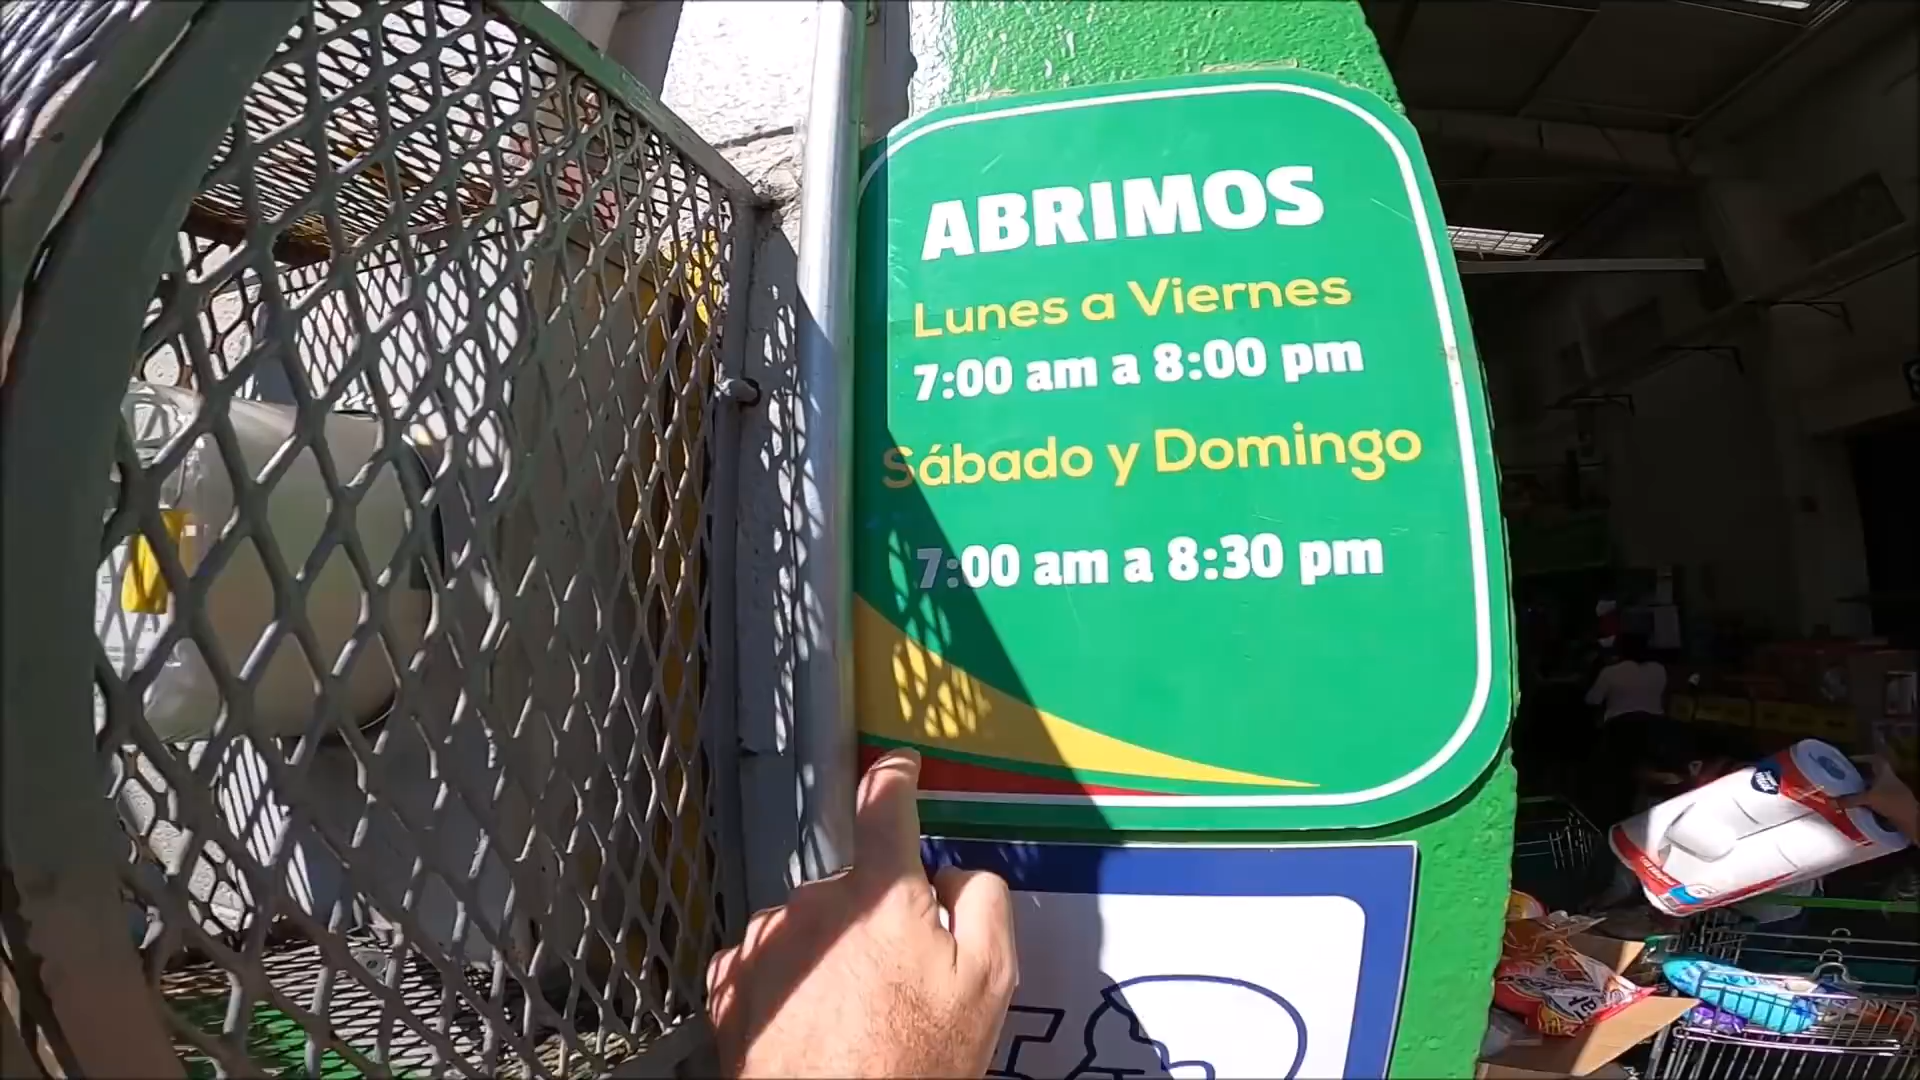 ABRIMOS
Lunes a Viernes
7:00 am a 8:00 pm
Sábado y Domingo
7:00 am a 8:30 pm